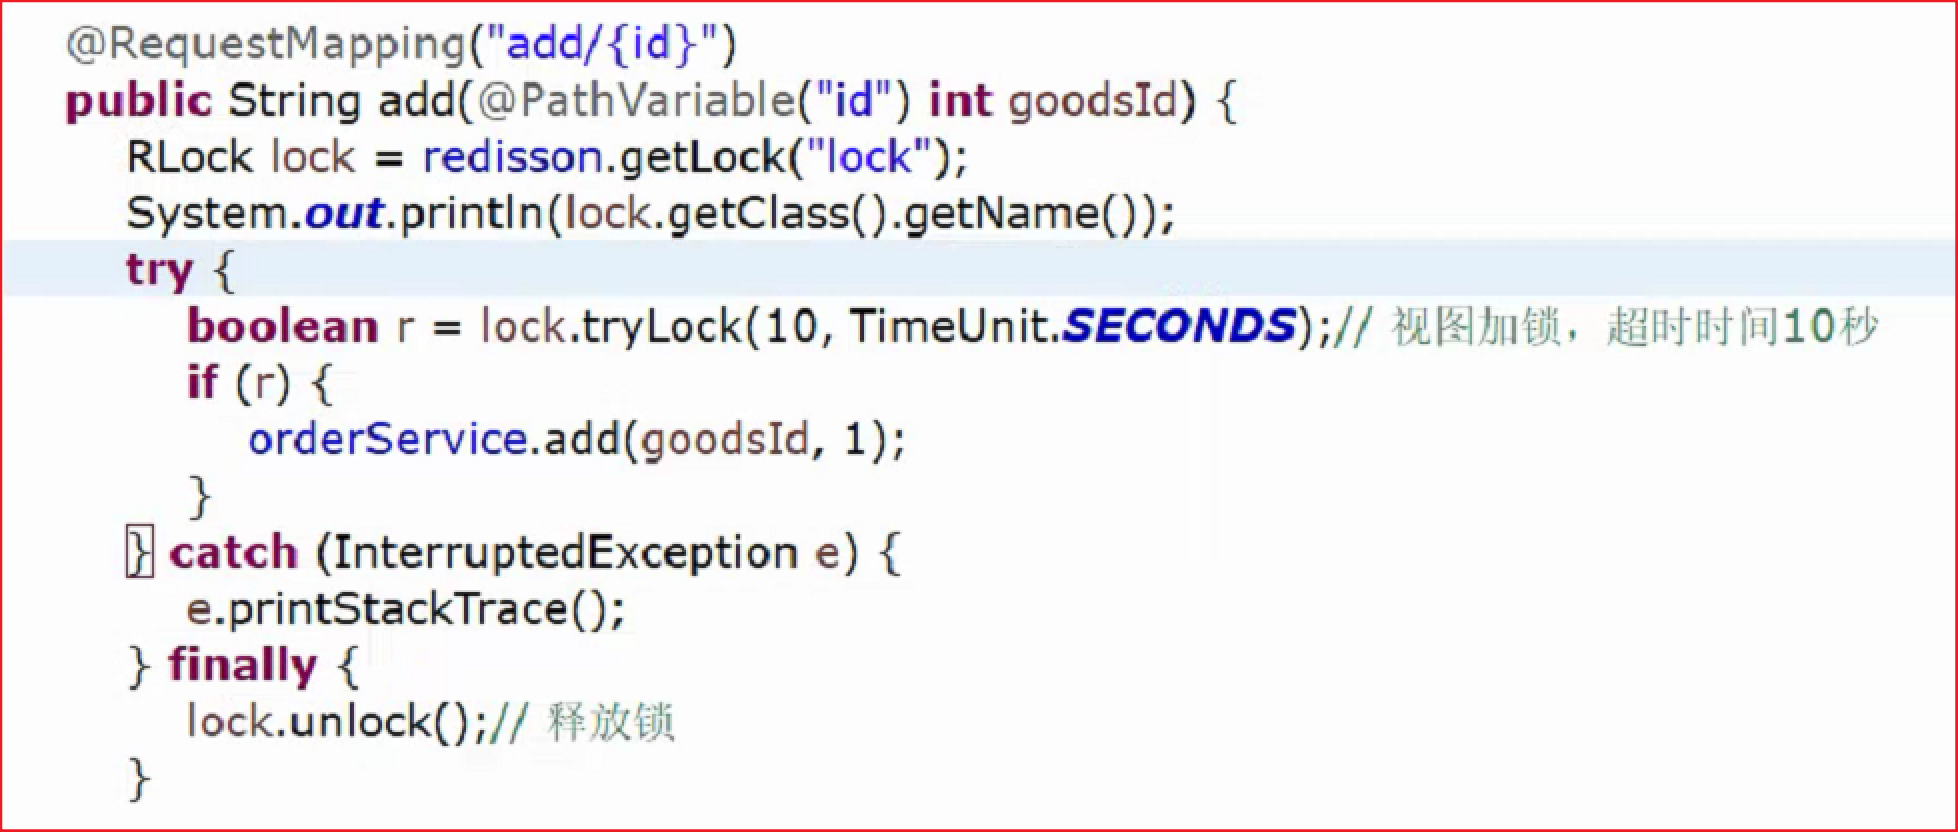 @RequestMapping("add/{id}")
public String add(@PathVariable("id") int goodsId) {
RLock lock = redisson.getLock("lock");
System.out.println(lock.getClass().getName());
try {
boolean r = lock.tryLock(10, TimeUnit.SECONDS);// 视图加锁，超时时间10秒
if (r) {
orderService.add(goodsId, 1);
}
} catch (InterruptedException e) {
e.printStackTrace();
} finally {
lock.unlock();// 释放锁
}